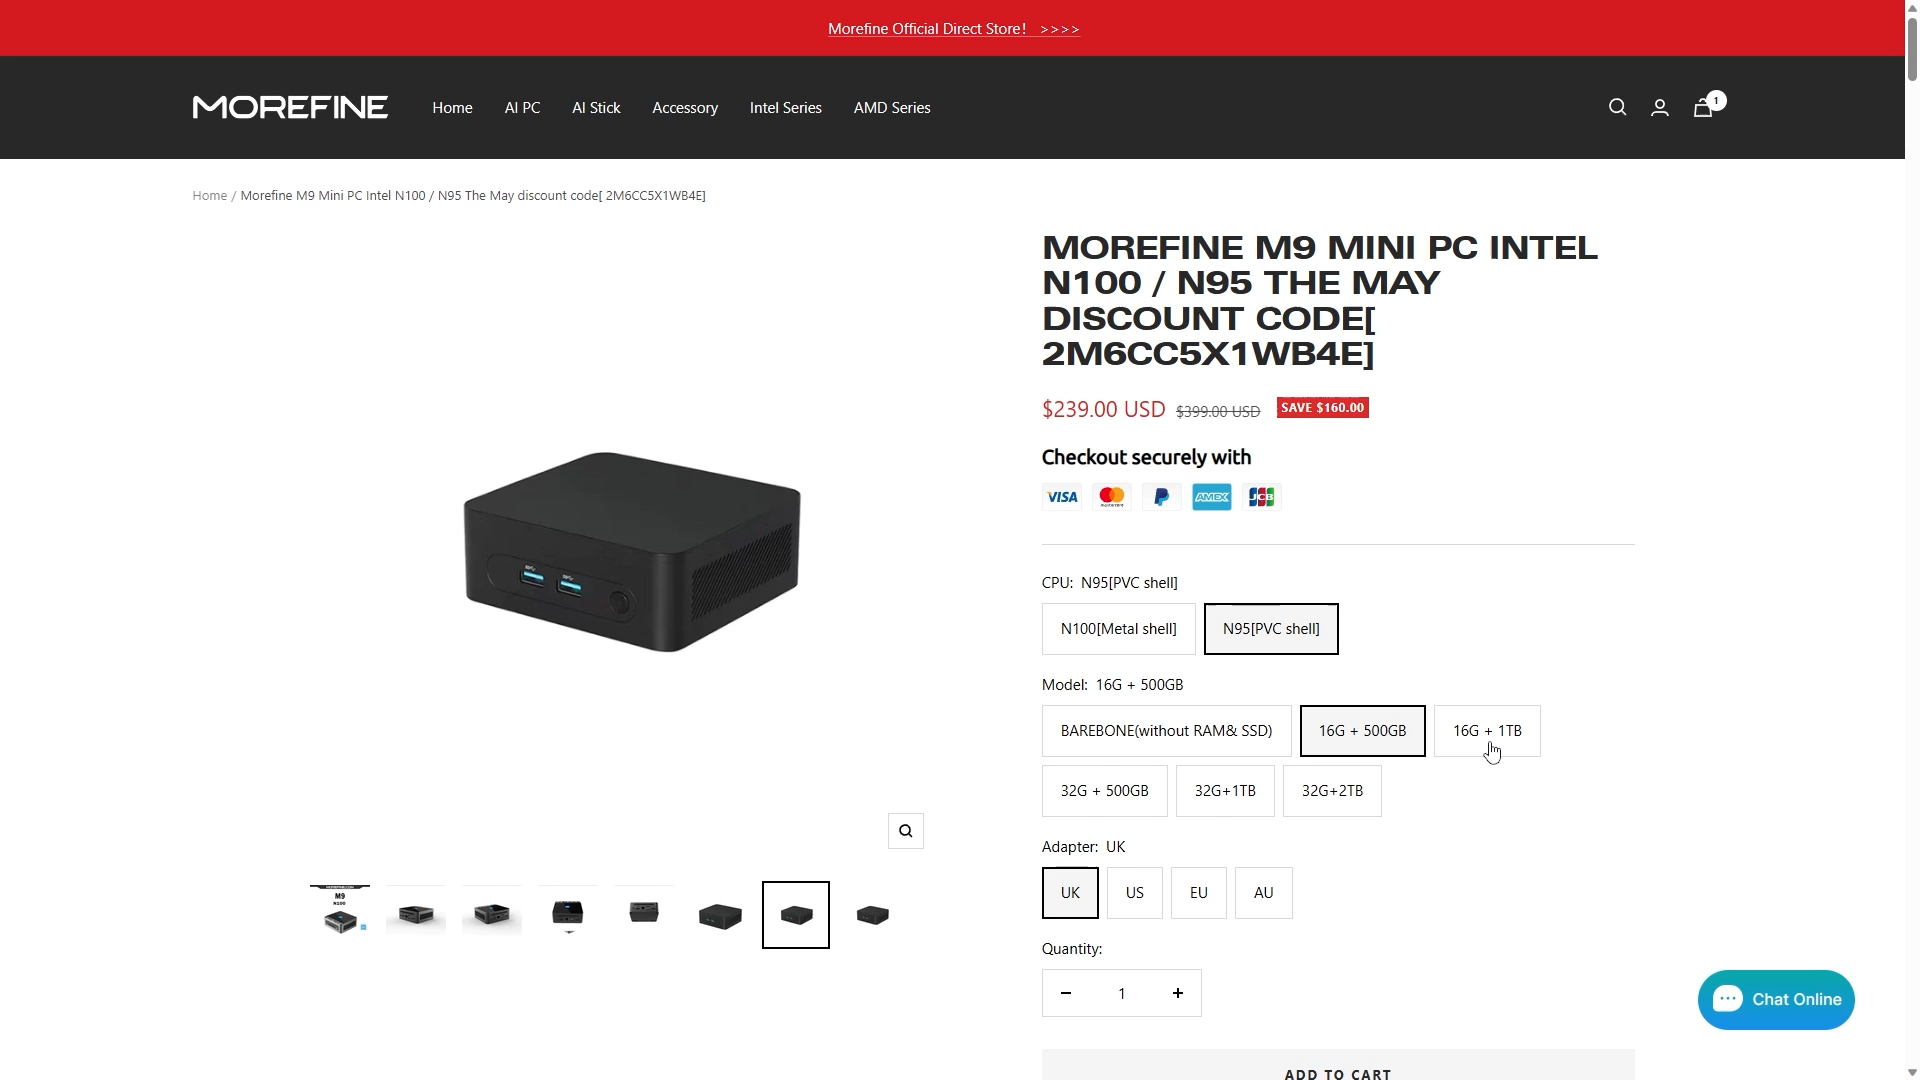 Morefine Official Direct Store!   >>>>
MOREFINE
Home
AI PC
AI Stick
Accessory
Intel Series
AMD Series
1
Home / Morefine M9 Mini PC Intel N100 / N95 The May discount code[ 2M6CC5X1WB4E]
MOREFINE M9 MINI PC INTEL
N100 / N95 THE MAY
DISCOUNT CODE[
2M6CC5X1WB4E]
$239.00 USD $399.00 USD SAVE $160.00
Checkout securely with
VISA
mastercard
AMEX
JCB
CPU: N95[PVC shell]
N100[Metal shell]
N95[PVC shell]
Model: 16G + 500GB
BAREBONE(without RAM& SSD)
16G + 500GB
16G + 1TB
32G + 500GB
32G+1TB
32G+2TB
Adapter: UK
UK
US
EU
AU
Quantity:
− 1 +
ADD TO CART
M9
N100
Chat Online